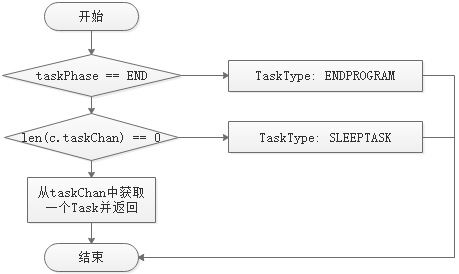 开始
taskPhase == END
TaskType: ENDPROGRAM
len(c.taskChan) == 0
TaskType: SLEEPTASK
从taskChan中获取
一个Task并返回
结束